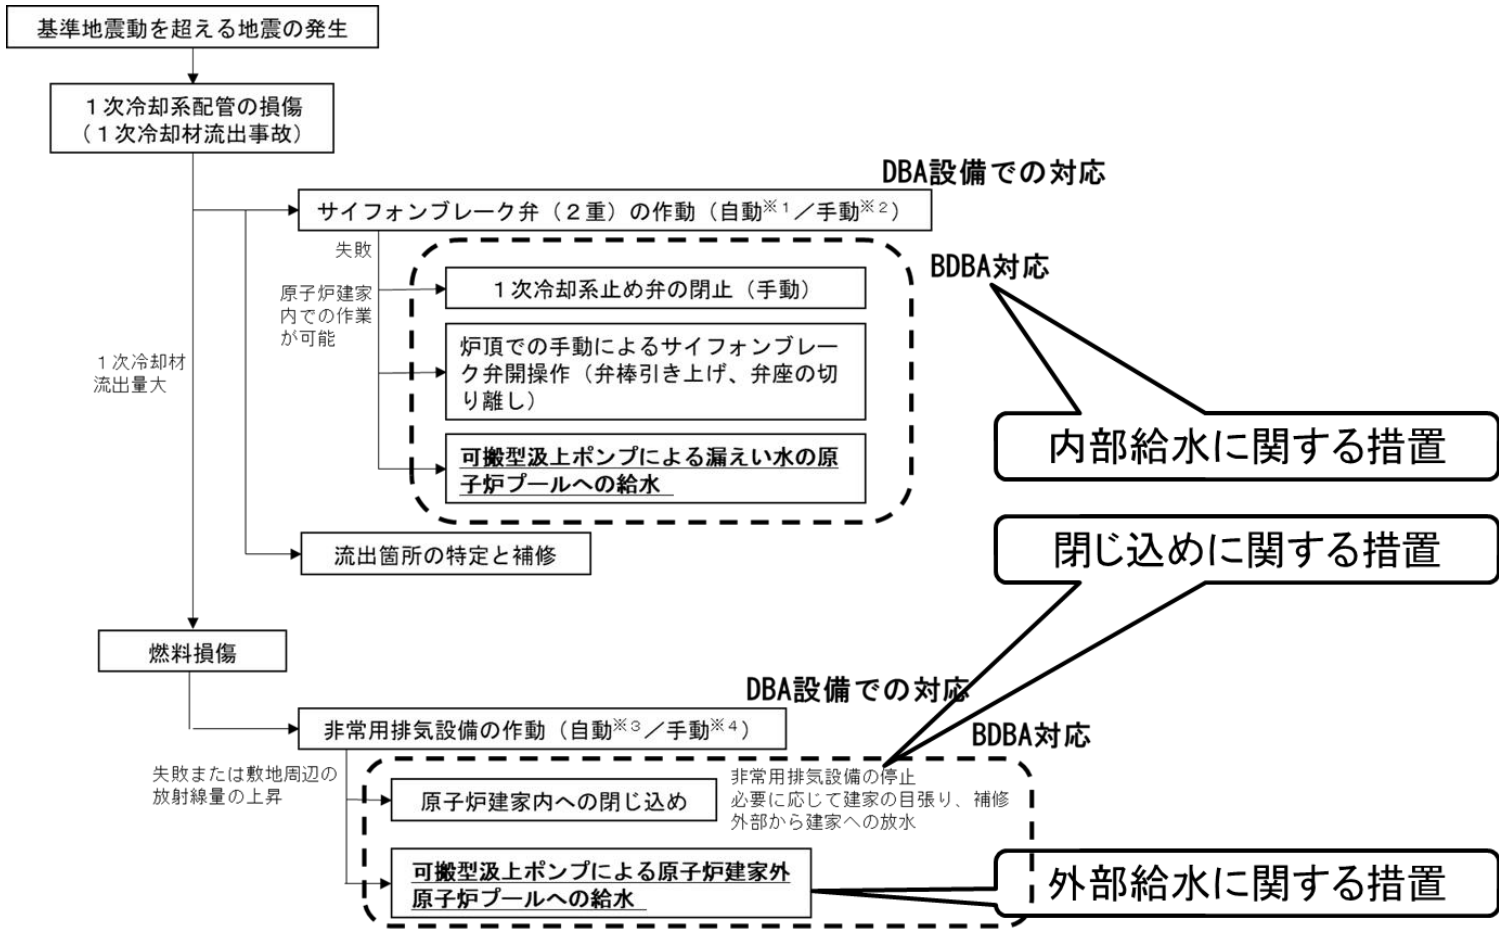 基準地震動を超える地震の発生
１次冷却系配管の損傷
（１次冷却材流出事故）
DBA設備での対応
サイフォンブレーク弁（２重）の作動（自動※１／手動※２）
失敗
BDBA対応
原子炉建家
内での作業
が可能
１次冷却系止め弁の閉止（手動）
炉頂での手動によるサイフォンブレー
ク弁開操作（弁棒引き上げ、弁座の切
り離し）
１次冷却材
流出量大
内部給水に関する措置
可搬型汲上ポンプによる漏えい水の原
子炉プールへの給水
閉じ込めに関する措置
流出箇所の特定と補修
燃料損傷
DBA設備での対応
非常用排気設備の作動（自動※３／手動※４）
BDBA対応
失敗または敷地周辺の
放射線量の上昇
原子炉建家内への閉じ込め
非常用排気設備の停止
必要に応じて建家の目張り、補修
外部から建家への放水
可搬型汲上ポンプによる原子炉建家外
原子炉プールへの給水
外部給水に関する措置